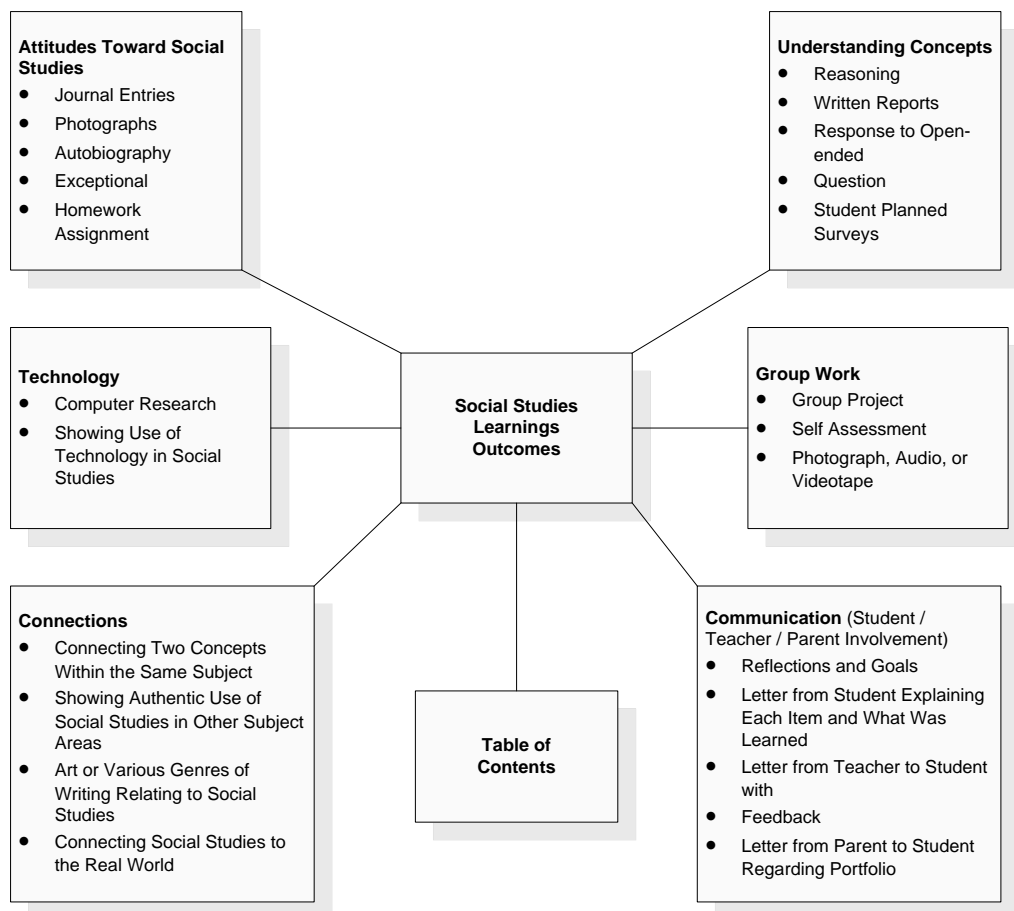 Attitudes Toward Social
Studies
● Journal Entries
● Photographs
● Autobiography
● Exceptional
● Homework
Assignment
Understanding Concepts
● Reasoning
● Written Reports
● Response to Open-
ended
● Question
● Student Planned
Surveys
Technology
● Computer Research
● Showing Use of
Technology in Social
Studies
Social Studies
Learnings
Outcomes
Group Work
● Group Project
● Self Assessment
● Photograph, Audio, or
Videotape
Connections
● Connecting Two Concepts
Within the Same Subject
● Showing Authentic Use of
Social Studies in Other Subject
Areas
● Art or Various Genres of
Writing Relating to Social
Studies
● Connecting Social Studies to
the Real World
Table of
Contents
Communication (Student /
Teacher / Parent Involvement)
● Reflections and Goals
● Letter from Student Explaining
Each Item and What Was
Learned
● Letter from Teacher to Student
with
● Feedback
● Letter from Parent to Student
Regarding Portfolio